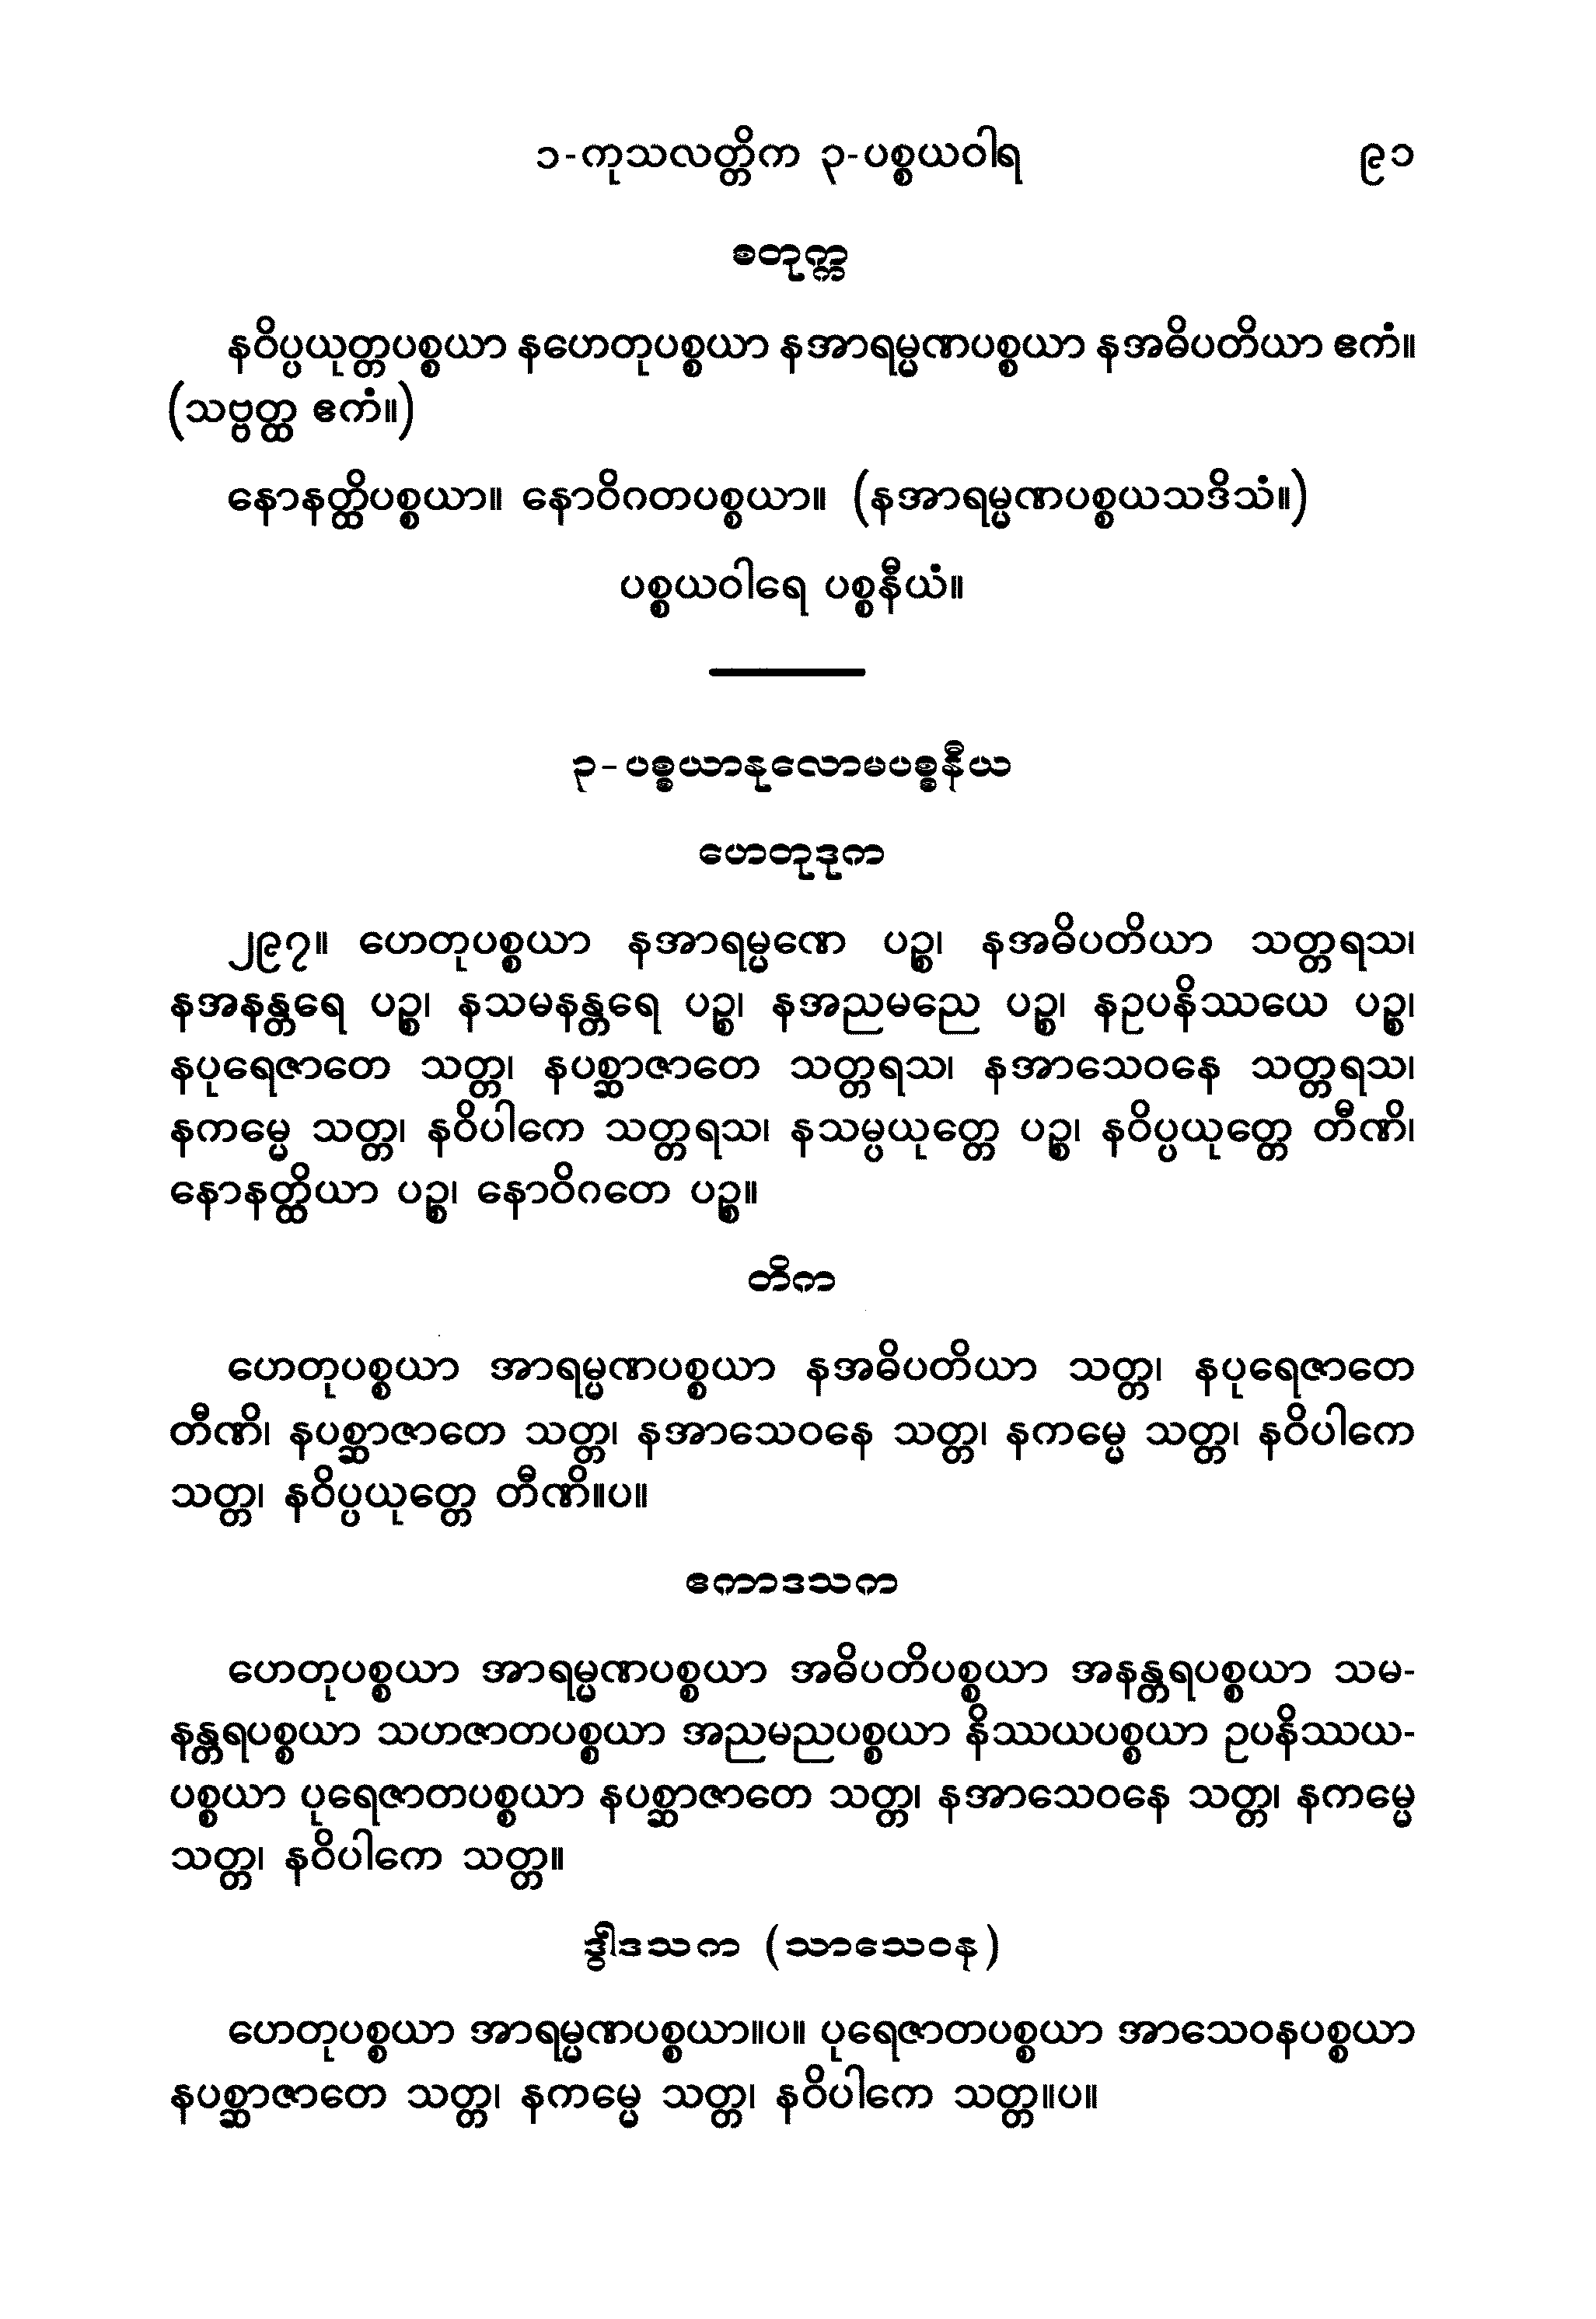 ၁-ကုသလတ္တိက ၃-ပစ္စယဝါရ ၉၁
စတုက္က
နဝိပ္ပယုတ္တပစ္စယာ နဟေတုပစ္စယာ နအာရမ္မဏပစ္စယာ နအဓိပတိယာ ဧကံ။
(သဗ္ဗတ္ထ ဧကံ။)
နောနတ္ထိပစ္စယာ။ နောဝိဂတပစ္စယာ။ (နအာရမ္မဏပစ္စယသဒိသံ။)
ပစ္စယဝါရေ ပစ္စနီယံ။
၃-ပစ္စယာနုလောမပစ္စနီယ
ဟေတုဒုက
၂၉၇။ ဟေတုပစ္စယာ နအာရမ္မဏေ ပဉ္စ၊ နအဓိပတိယာ သတ္တရသ၊
နအနန္တရေ ပဉ္စ၊ နသမနန္တရေ ပဉ္စ၊ နအညမညေ ပဉ္စ၊ နဥပနိဿယေ ပဉ္စ၊
နပုရေဇာတေ သတ္တ၊ နပစ္ဆာဇာတေ သတ္တရသ၊ နအာသေဝနေ သတ္တရသ၊
နကမ္မေ သတ္တ၊ နဝိပါကေ သတ္တရသ၊ နသမ္ပယုတ္တေ ပဉ္စ၊ နဝိပ္ပယုတ္တေ တီဏိ၊
နောနတ္ထိယာ ပဉ္စ၊ နောဝိဂတေ ပဉ္စ။
တိက
ဟေတုပစ္စယာ အာရမ္မဏပစ္စယာ နအဓိပတိယာ သတ္တ၊ နပုရေဇာတေ
တီဏိ၊ နပစ္ဆာဇာတေ သတ္တ၊ နအာသေဝနေ သတ္တ၊ နကမ္မေ သတ္တ၊ နဝိပါကေ
သတ္တ၊ နဝိပ္ပယုတ္တေ တီဏိ။ပ။
ဧကာဒသက
ဟေတုပစ္စယာ အာရမ္မဏပစ္စယာ အဓိပတိပစ္စယာ အနန္တရပစ္စယာ သမ-
နန္တရပစ္စယာ သဟဇာတပစ္စယာ အညမညပစ္စယာ နိဿယပစ္စယာ ဥပနိဿယ-
ပစ္စယာ ပုရေဇာတပစ္စယာ နပစ္ဆာဇာတေ သတ္တ၊ နအာသေဝနေ သတ္တ၊ နကမ္မေ
သတ္တ၊ နဝိပါကေ သတ္တ။
ဒွါဒသက (သာသေဝန)
ဟေတုပစ္စယာ အာရမ္မဏပစ္စယာ။ပ။ ပုရေဇာတပစ္စယာ အာသေဝနပစ္စယာ
နပစ္ဆာဇာတေ သတ္တ၊ နကမ္မေ သတ္တ၊ နဝိပါကေ သတ္တ။ပ။